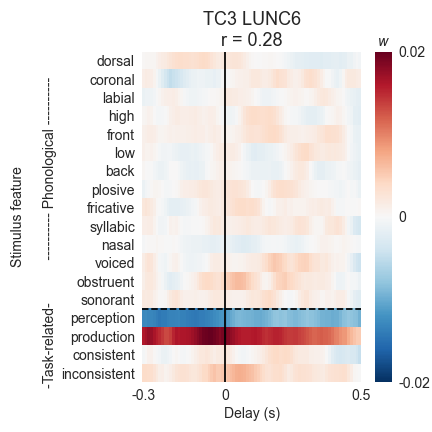 TC3 LUNC6
r = 0.28
w
Stimulus feature
----------- Phonological -----------
-Task-related-
dorsal
coronal
labial
high
front
low
back
plosive
fricative
syllabic
nasal
voiced
obstruent
sonorant
perception
production
consistent
inconsistent
-0.3
0
0.5
Delay (s)
0.02
0
-0.02